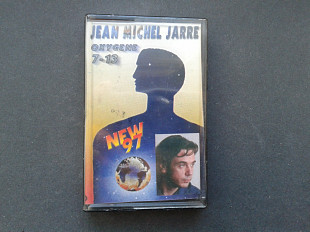 JEAN MICHEL JARRE
OXYGENE
7-13
NEW
97